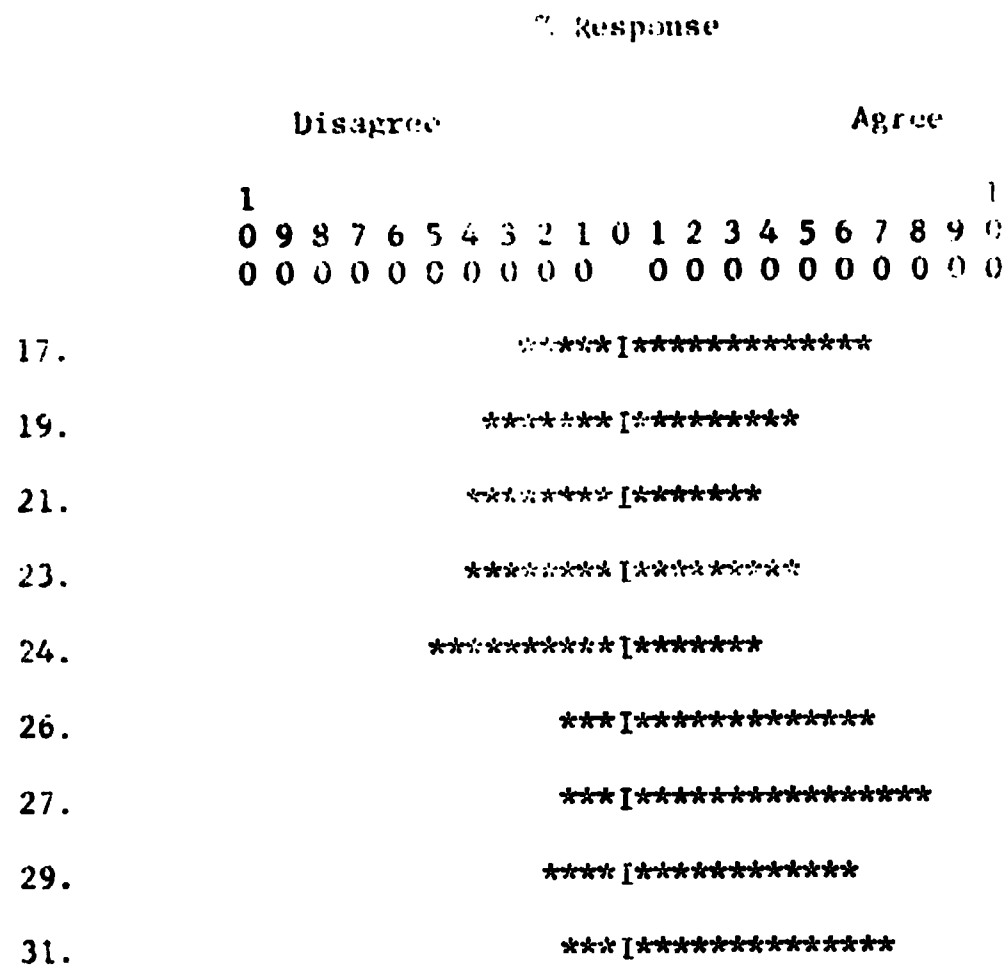 % Response
Disagree Agree
1 1
0 9 8 7 6 5 4 3 2 1 0 1 2 3 4 5 6 7 8 9 0
0 0 0 0 0 0 0 0 0 0 0 0 0 0 0 0 0 0 0 0
17. *****I*************
19. *******I*********
21. ********I*******
23. ********I*********
24. **********I*******
26. ***I*************
27. ***I****************
29. ****I************
31. ***I**************